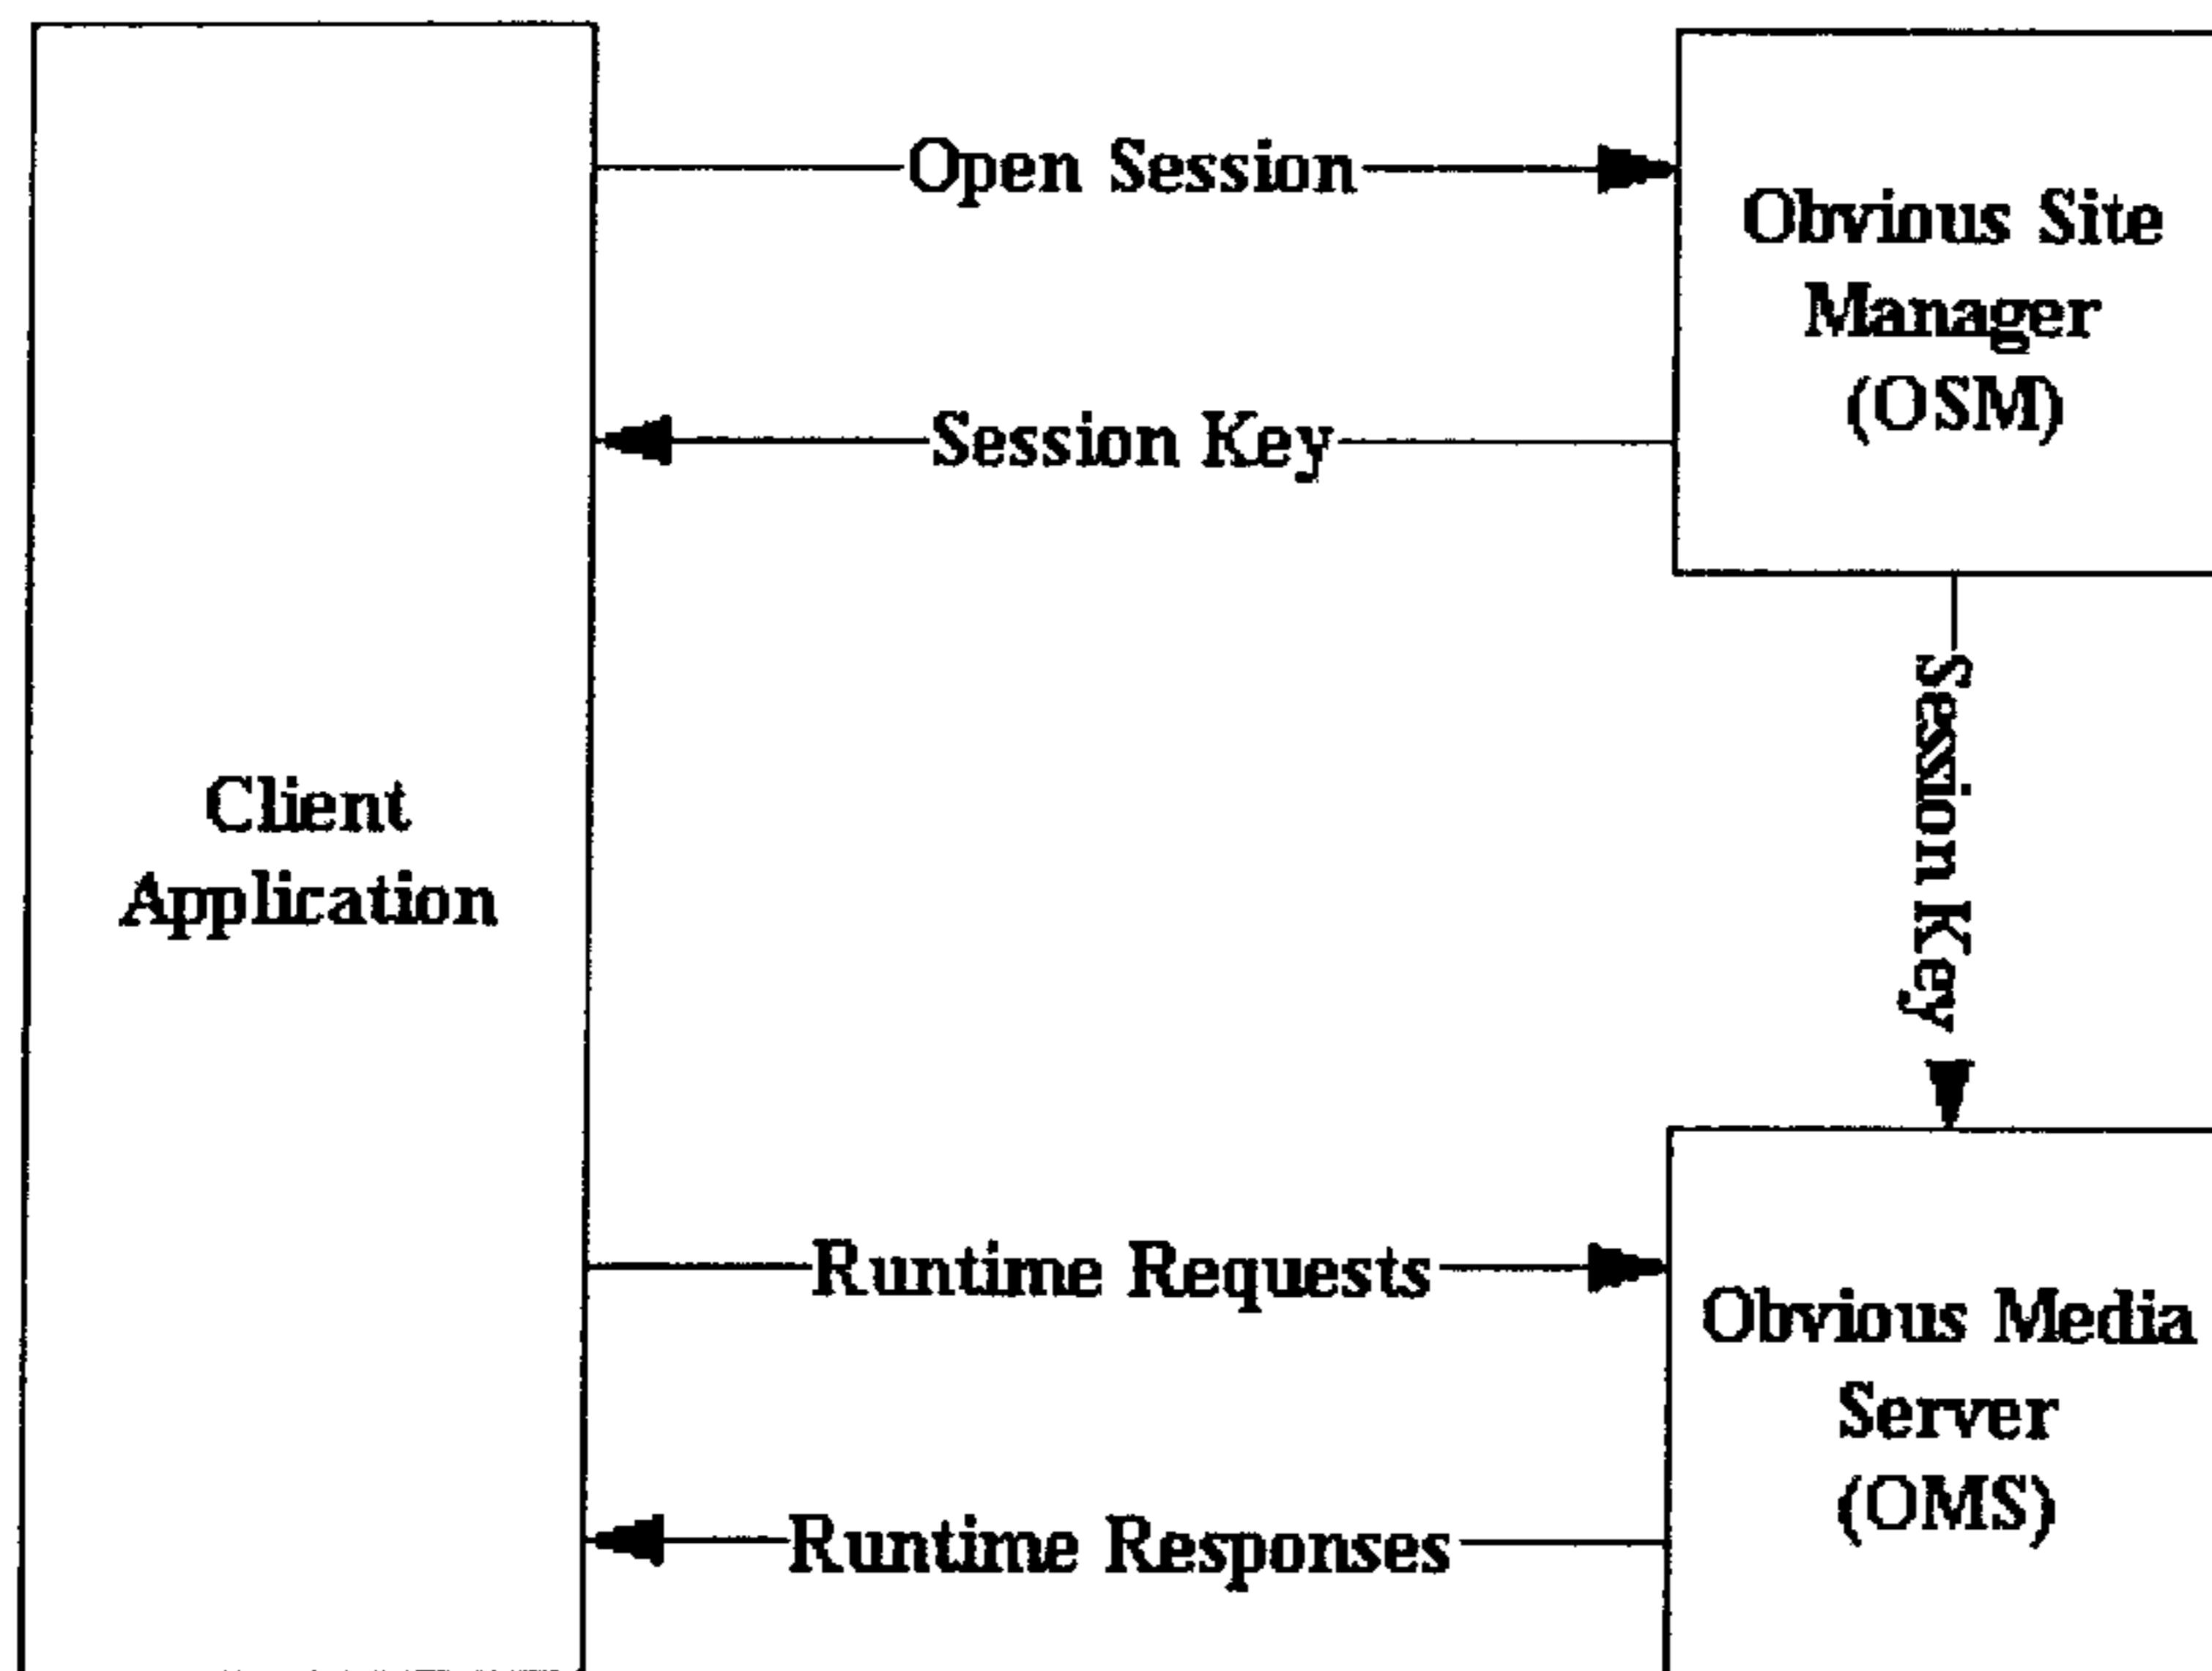 Open Session
Obvious Site
Manager
(OSM)
Session Key
Session Key
Client
Application
Runtime Requests
Obvious Media
Server
(OMS)
Runtime Responses